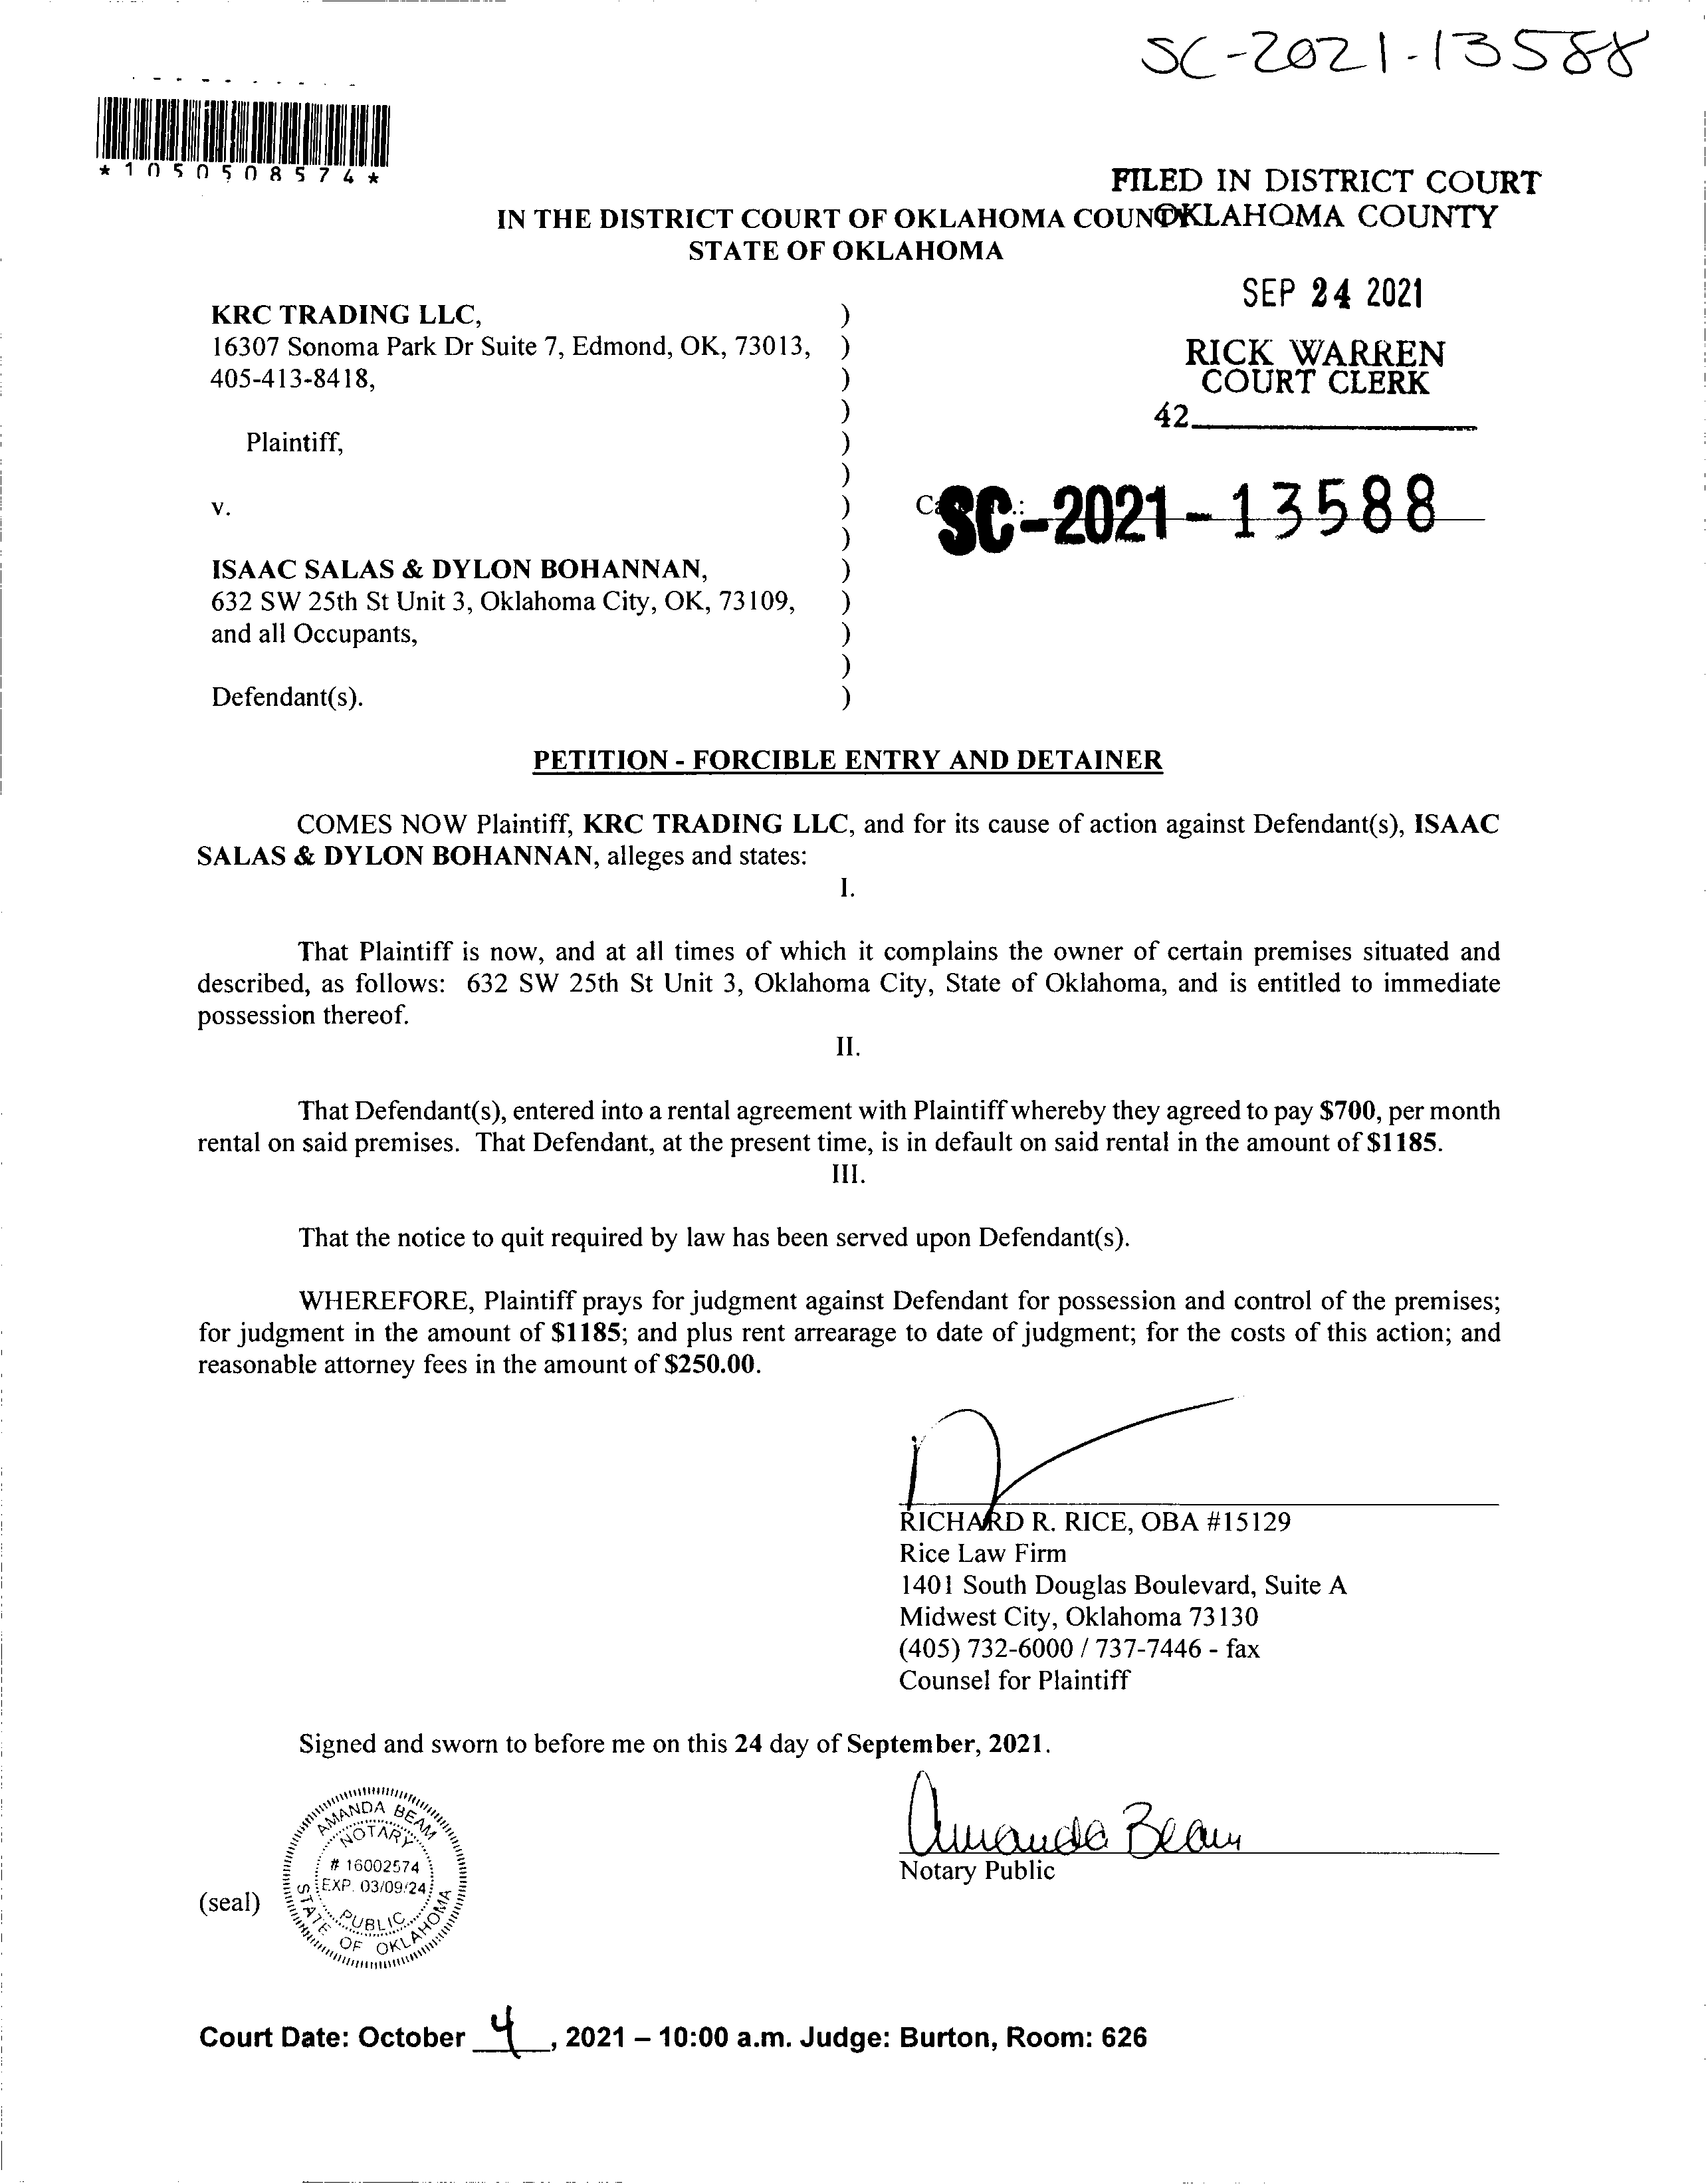 SC-2021-13588
*1050508574*
FILED IN DISTRICT COURT
OKLAHOMA COUNTY
IN THE DISTRICT COURT OF OKLAHOMA
STATE OF OKLAHOMA
SEP 24 2021
RICK WARREN
COURT CLERK
42
KRC TRADING LLC, )
16307 Sonoma Park Dr Suite 7, Edmond, OK, 73013, )
405-413-8418, )
)
Plaintiff, )
)
v. )
SC-2021-13588
)
ISAAC SALAS & DYLON BOHANNAN, )
632 SW 25th St Unit 3, Oklahoma City, OK, 73109, )
and all Occupants, )
)
Defendant(s). )
PETITION - FORCIBLE ENTRY AND DETAINER
COMES NOW Plaintiff, KRC TRADING LLC, and for its cause of action against Defendant(s), ISAAC
SALAS & DYLON BOHANNAN, alleges and states:
I.
That Plaintiff is now, and at all times of which it complains the owner of certain premises situated and
described, as follows: 632 SW 25th St Unit 3, Oklahoma City, State of Oklahoma, and is entitled to immediate
possession thereof.
II.
That Defendant(s), entered into a rental agreement with Plaintiff whereby they agreed to pay $700, per month
rental on said premises. That Defendant, at the present time, is in default on said rental in the amount of $1185.
III.
That the notice to quit required by law has been served upon Defendant(s).
WHEREFORE, Plaintiff prays for judgment against Defendant for possession and control of the premises;
for judgment in the amount of $1185; and plus rent arrearage to date of judgment; for the costs of this action; and
reasonable attorney fees in the amount of $250.00.
RICHARD R. RICE, OBA #15129
Rice Law Firm
1401 South Douglas Boulevard, Suite A
Midwest City, Oklahoma 73130
(405) 732-6000 / 737-7446 - fax
Counsel for Plaintiff
Signed and sworn to before me on this 24 day of September, 2021.
Amanda Beam
Notary Public
(seal)
AMANDA BEAM
NOTARY
# 16002574
EXP. 03/09/24
PUBLIC
STATE OF OKLAHOMA
Court Date: October 4, 2021 – 10:00 a.m. Judge: Burton, Room: 626